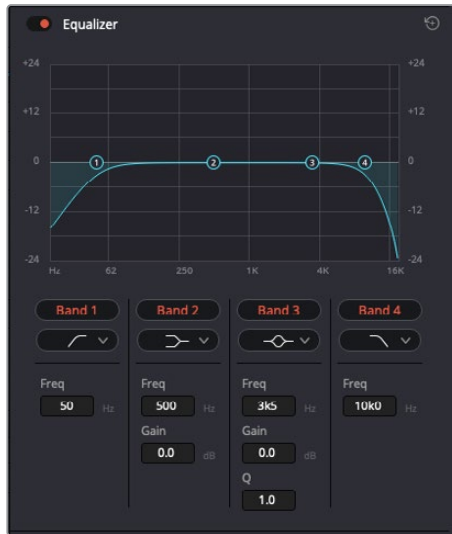 Equalizer
+24 +24
+12 +12
0 1 2 3 4 0
-12 -12
-24 -24
Hz 62 250 1K 4K 16K
Band 1 Band 2 Band 3 Band 4
Freq Freq Freq Freq
50 Hz 500 Hz 3k5 Hz 10k0 Hz
Gain Gain
0.0 dB 0.0 dB
Q
1.0